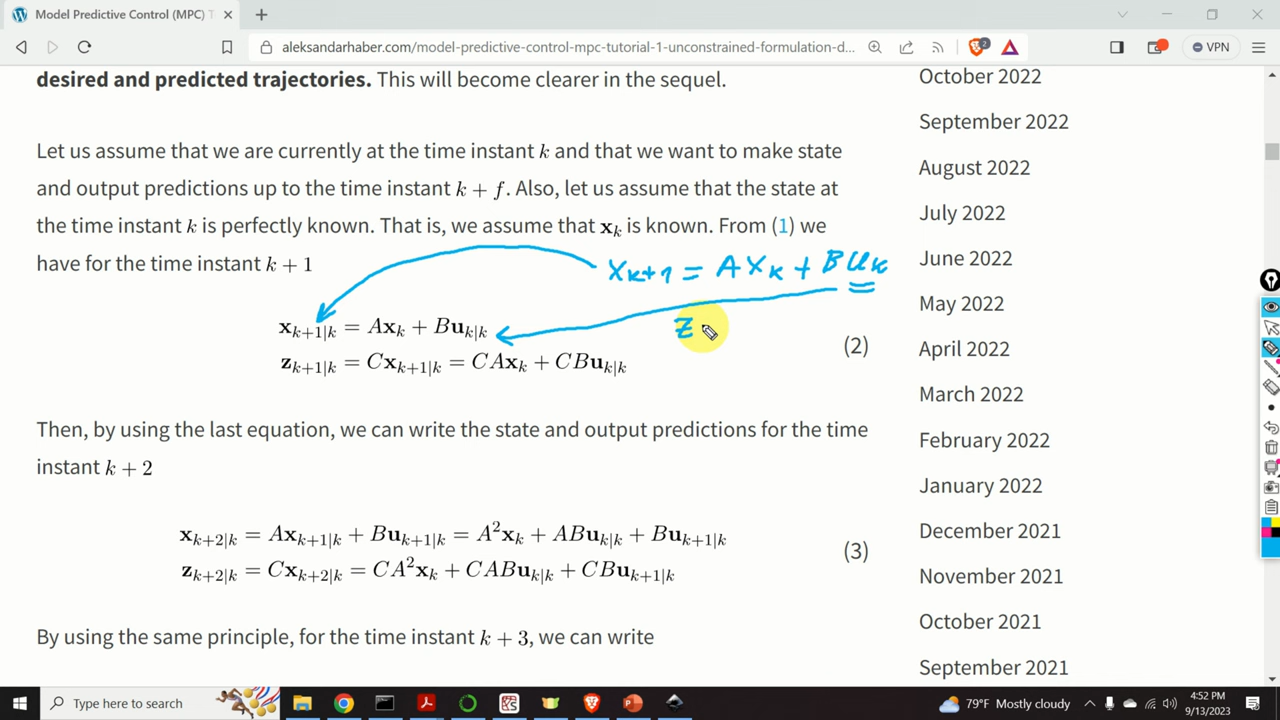 Model Predictive Control (MPC) T
aleksandarhaber.com/model-predictive-control-mpc-tutorial-1-unconstrained-formulation-d...
2
VPN
desired and predicted trajectories. This will become clearer in the sequel.
Let us assume that we are currently at the time instant k and that we want to make state
and output predictions up to the time instant k + f. Also, let us assume that the state at
the time instant k is perfectly known. That is, we assume that x_k is known. From (1) we
have for the time instant k + 1
x_{k+1} = A x_k + B u_k
x_{k+1|k} = Ax_k + Bu_{k|k}
z
z_{k+1|k} = Cx_{k+1|k} = CAx_k + CBu_{k|k}
(2)
Then, by using the last equation, we can write the state and output predictions for the time
instant k + 2
x_{k+2|k} = Ax_{k+1|k} + Bu_{k+1|k} = A²x_k + ABu_{k|k} + Bu_{k+1|k}
z_{k+2|k} = Cx_{k+2|k} = CA²x_k + CABu_{k|k} + CBu_{k+1|k}
(3)
By using the same principle, for the time instant k + 3, we can write
October 2022
September 2022
August 2022
July 2022
June 2022
May 2022
April 2022
March 2022
February 2022
January 2022
December 2021
November 2021
October 2021
September 2021
Type here to search
79°F Mostly cloudy
4:52 PM
9/13/2023